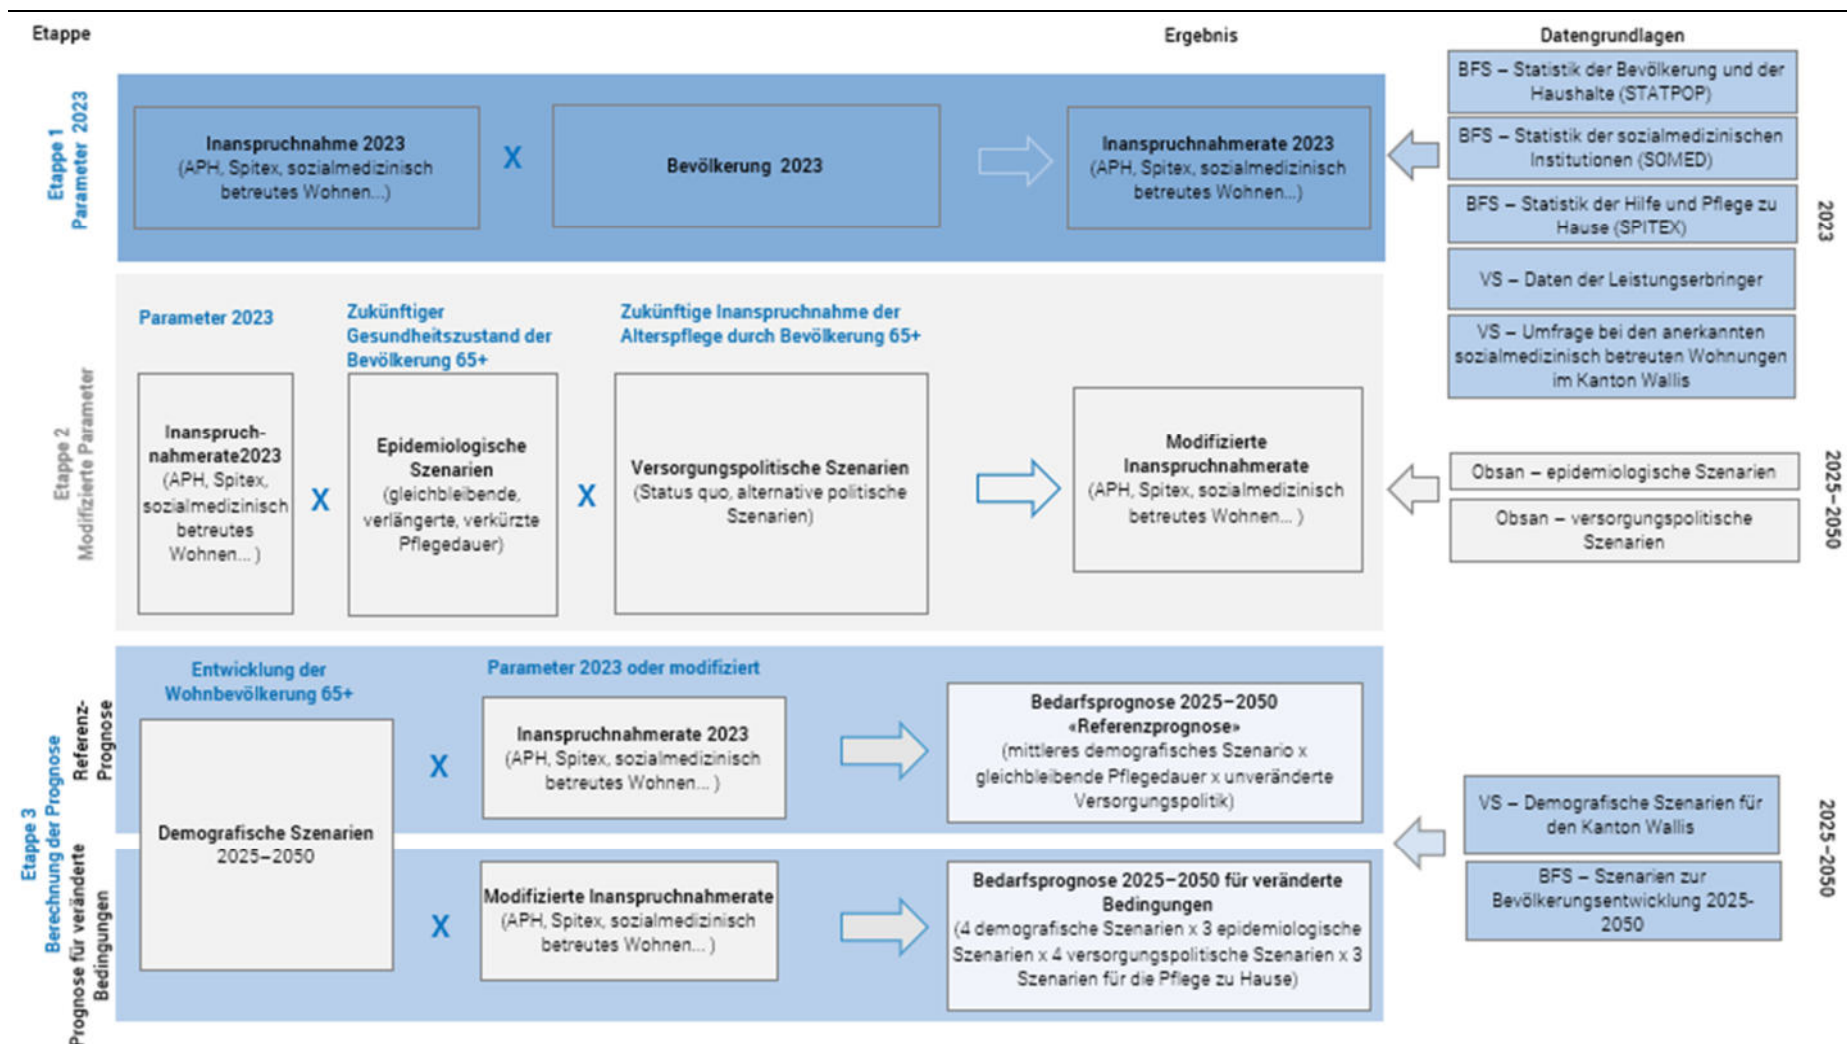 Etappe
Ergebnis
Datengrundlagen
Etappe 1
Parameter 2023
Inanspruchnahme 2023
(APH, Spitex, sozialmedizinisch
betreutes Wohnen...)
X
Bevölkerung 2023
Inanspruchnahmerate 2023
(APH, Spitex, sozialmedizinisch
betreutes Wohnen...)
BFS – Statistik der Bevölkerung und der
Haushalte (STATPOP)
BFS – Statistik der sozialmedizinischen
Institutionen (SOMED)
BFS – Statistik der Hilfe und Pflege zu
Hause (SPITEX)
VS – Daten der Leistungserbringer
VS – Umfrage bei den anerkannten
sozialmedizinisch betreuten Wohnungen
im Kanton Wallis
2023
Etappe 2
Modifizierte Parameter
Parameter 2023
Inanspruch-
nahmerate2023
(APH, Spitex,
sozialmedizinisch
betreutes
Wohnen... )
X
Zukünftiger
Gesundheitszustand der
Bevölkerung 65+
Epidemiologische
Szenarien
(gleichbleibende,
verlängerte, verkürzte
Pflegedauer)
X
Zukünftige Inanspruchnahme der
Alterspflege durch Bevölkerung 65+
Versorgungspolitische Szenarien
(Status quo, alternative politische
Szenarien)
Modifizierte
Inanspruchnahmerate
(APH, Spitex, sozialmedizinisch
betreutes Wohnen... )
Obsan – epidemiologische Szenarien
Obsan – versorgungspolitische
Szenarien
2025–2050
Etappe 3
Berechnung der Prognose
Referenz-
Prognose
Prognose für veränderte
Bedingungen
Entwicklung der
Wohnbevölkerung 65+
Demografische Szenarien
2025–2050
Parameter 2023 oder modifiziert
X
Inanspruchnahmerate 2023
(APH, Spitex, sozialmedizinisch
betreutes Wohnen... )
Bedarfsprognose 2025–2050
«Referenzprognose»
(mittleres demografisches Szenario x
gleichbleibende Pflegedauer x unveränderte
Versorgungspolitik)
X
Modifizierte Inanspruchnahmerate
(APH, Spitex, sozialmedizinisch
betreutes Wohnen... )
Bedarfsprognose 2025–2050 für veränderte
Bedingungen
(4 demografische Szenarien x 3 epidemiologische
Szenarien x 4 versorgungspolitische Szenarien x 3
Szenarien für die Pflege zu Hause)
VS – Demografische Szenarien für
den Kanton Wallis
BFS – Szenarien zur
Bevölkerungsentwicklung 2025-
2050
2025–2050